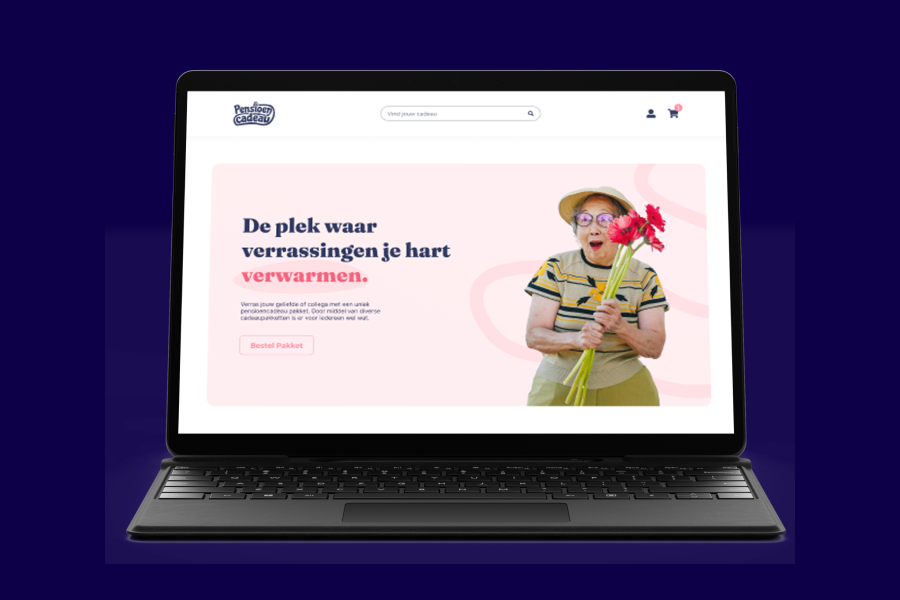 Pensioen
Cadeau
Vind jouw cadeau
De plek waar
verrassingen je hart
verwarmen.
Verras jouw geliefde of collega met een uniek
pensioencadeau pakket. Door middel van diverse
cadeaupakketten is er voor iedereen wel wat.
Bestel Pakket